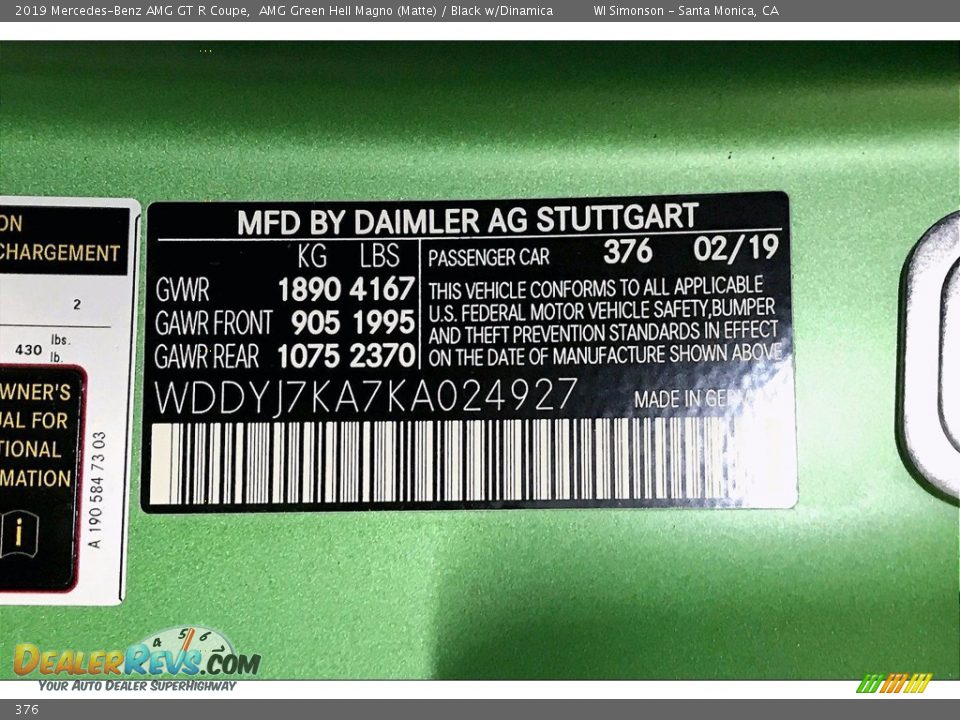 2019 Mercedes-Benz AMG GT R Coupe, AMG Green Hell Magno (Matte) / Black w/Dinamica WI Simonson - Santa Monica, CA
ON
CHARGEMENT
2
430 lbs.
lb.
WNER'S
UAL FOR
TIONAL
MATION
i
A 190 584 73 03
MFD BY DAIMLER AG STUTTGART
KG LBS
GVWR 1890 4167
GAWR FRONT 905 1995
GAWR REAR 1075 2370
PASSENGER CAR 376 02/19
THIS VEHICLE CONFORMS TO ALL APPLICABLE
U.S. FEDERAL MOTOR VEHICLE SAFETY,BUMPER
AND THEFT PREVENTION STANDARDS IN EFFECT
ON THE DATE OF MANUFACTURE SHOWN ABOVE
WDDYJ7KA7KA024927
MADE IN
4 5 6
DEALERREVS.COM
YOUR AUTO DEALER SUPERHIGHWAY
376